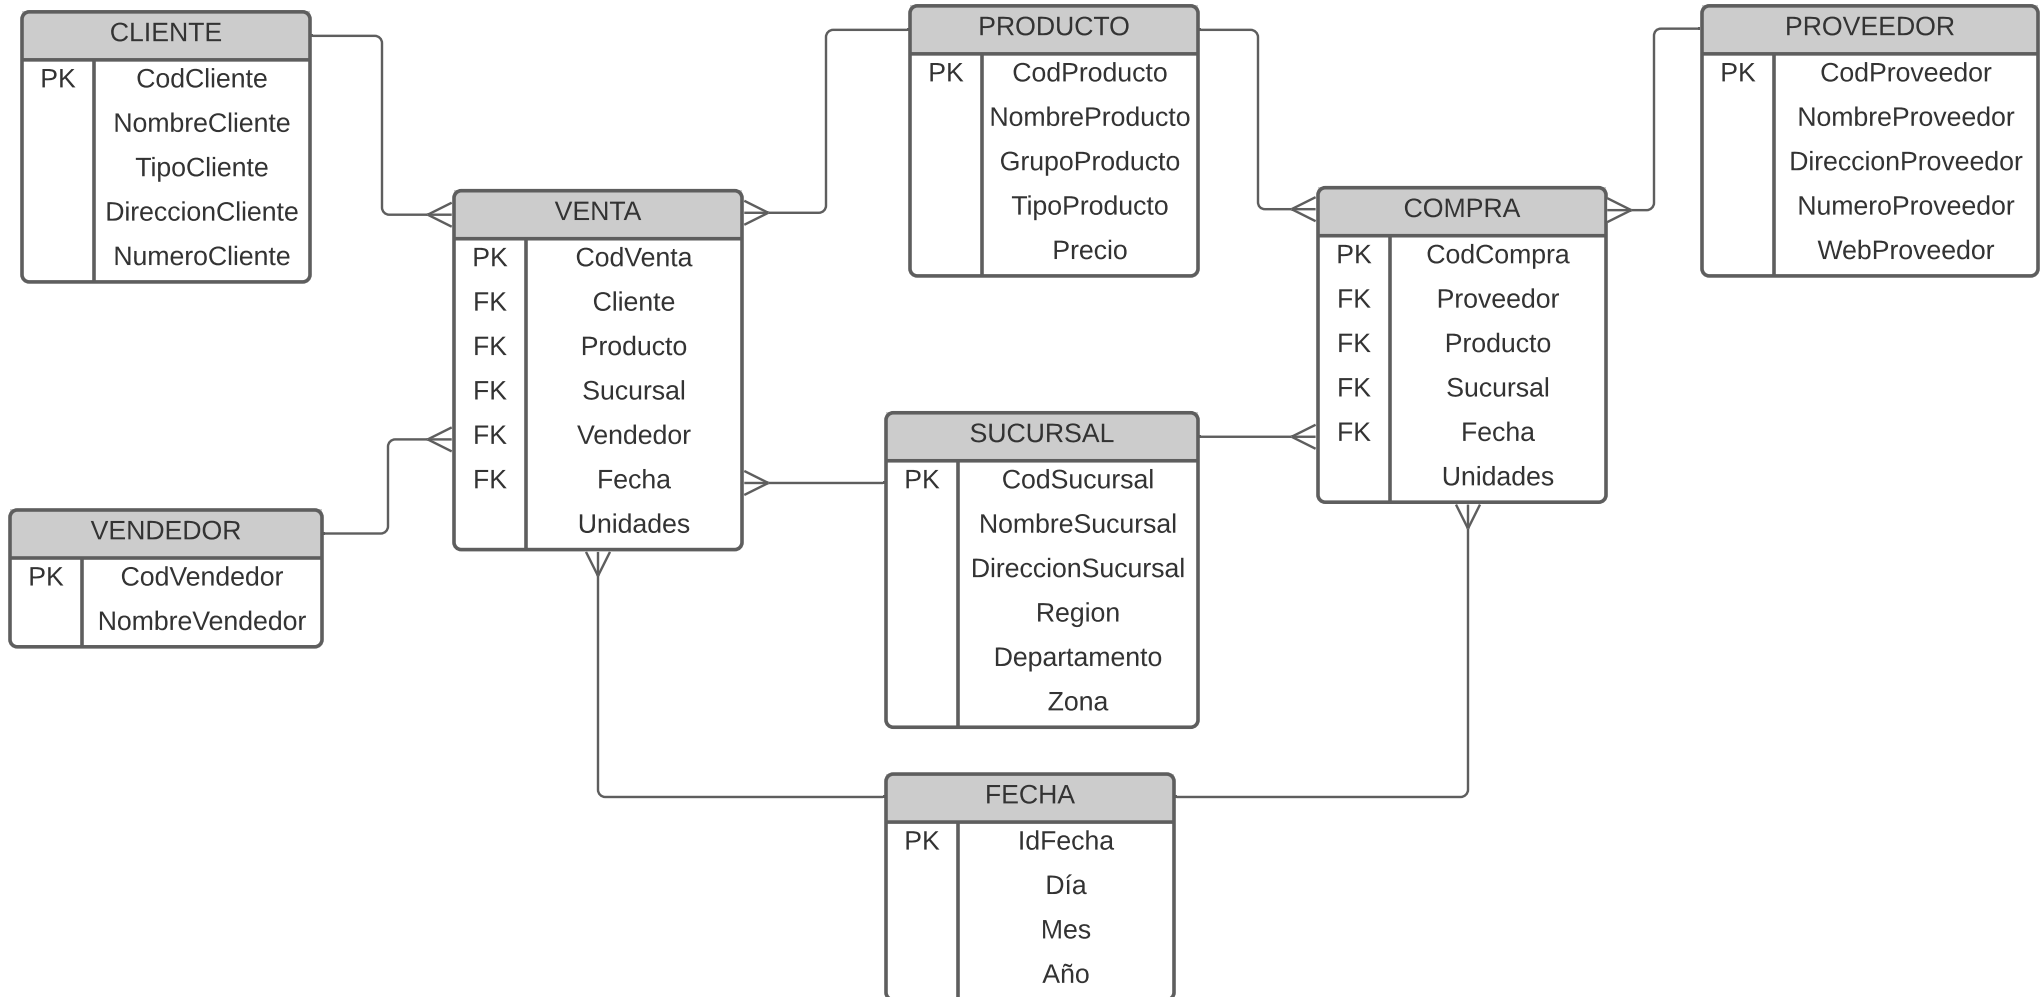 CLIENTE
PK CodCliente
NombreCliente
TipoCliente
DireccionCliente
NumeroCliente
VENDEDOR
PK CodVendedor
NombreVendedor
VENTA
PK CodVenta
FK Cliente
FK Producto
FK Sucursal
FK Vendedor
FK Fecha
Unidades
PRODUCTO
PK CodProducto
NombreProducto
GrupoProducto
TipoProducto
Precio
SUCURSAL
PK CodSucursal
NombreSucursal
DireccionSucursal
Region
Departamento
Zona
FECHA
PK IdFecha
Día
Mes
Año
COMPRA
PK CodCompra
FK Proveedor
FK Producto
FK Sucursal
FK Fecha
Unidades
PROVEEDOR
PK CodProveedor
NombreProveedor
DireccionProveedor
NumeroProveedor
WebProveedor